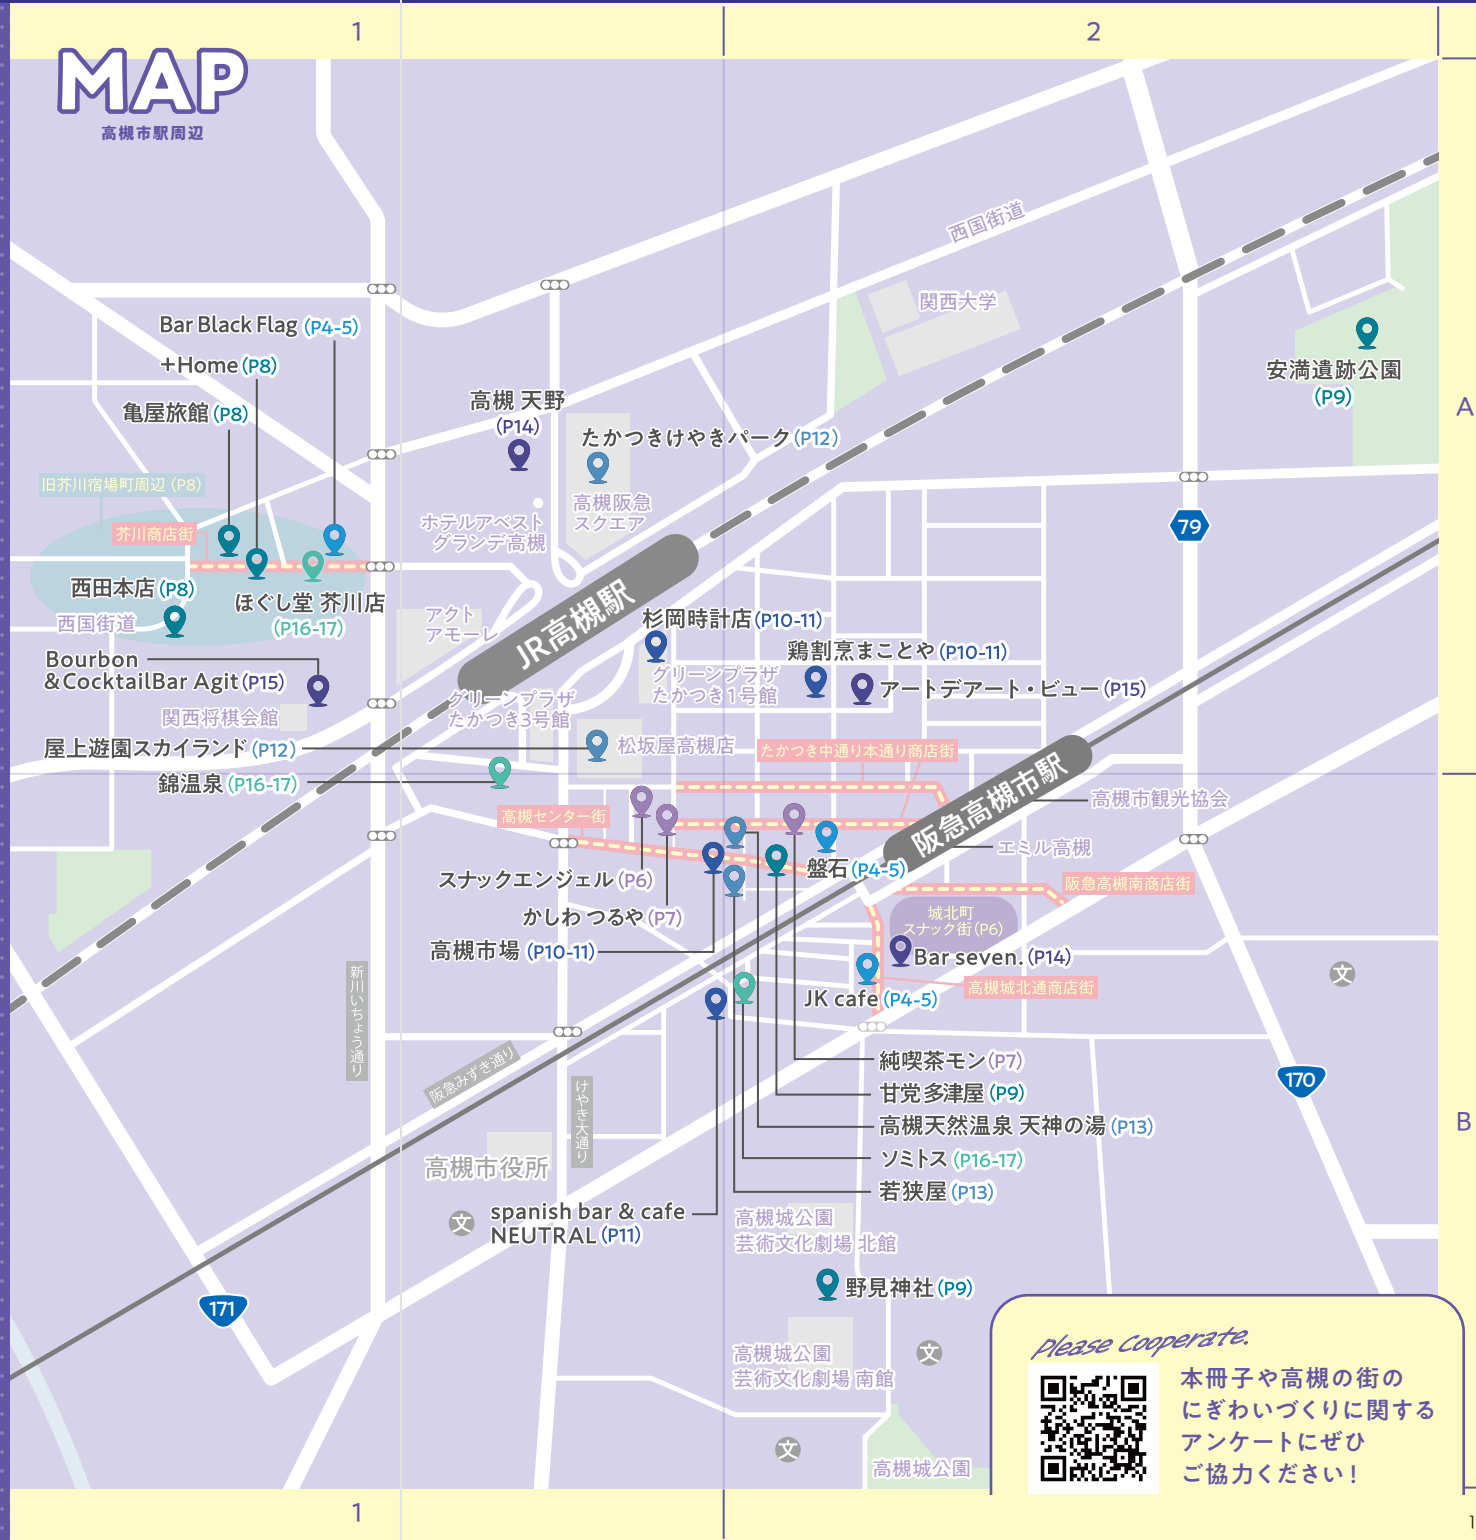 1
2
MAP
高槻市駅周辺
西国街道
関西大学
Bar Black Flag (P4-5)
+Home (P8)
亀屋旅館 (P8)
安満遺跡公園
(P9)
A
高槻 天野
(P14)
たかつきけやきパーク (P12)
旧芥川宿場町周辺 (P8)
芥川商店街
ホテルアベスト
グランデ高槻
高槻阪急
スクエア
79
西田本店 (P8)
西国街道
ほぐし堂 芥川店
(P16-17)
アクト
アモーレ
JR高槻駅
杉岡時計店 (P10-11)
鶏割烹まことや (P10-11)
グリーンプラザ
たかつき1号館
アートデアート・ビュー (P15)
Bourbon
&CocktailBar Agit (P15)
関西将棋会館
グリーンプラザ
たかつき3号館
屋上遊園スカイランド (P12)
松坂屋高槻店
たかつき中通り本通り商店街
錦温泉 (P16-17)
阪急高槻市駅
高槻市観光協会
高槻センター街
エミル高槻
盤石 (P4-5)
スナックエンジェル (P6)
阪急高槻南商店街
かしわ つるや (P7)
城北町
スナック街 (P6)
高槻市場 (P10-11)
Bar seven. (P14)
高槻城北通商店街
JK cafe (P4-5)
文
新川いちょう通り
阪急みずき通り
けやき大通り
純喫茶モン (P7)
甘党 多津屋 (P9)
高槻天然温泉 天神の湯 (P13)
ソミトス (P16-17)
若狭屋 (P13)
170
B
高槻市役所
文
spanish bar & cafe
NEUTRAL (P11)
高槻城公園
芸術文化劇場 北館
野見神社 (P9)
171
高槻城公園
芸術文化劇場 南館
文
文
高槻城公園
Please Cooperate.
本冊子や高槻の街の
にぎわいづくりに関する
アンケートにぜひ
ご協力ください！
1
1